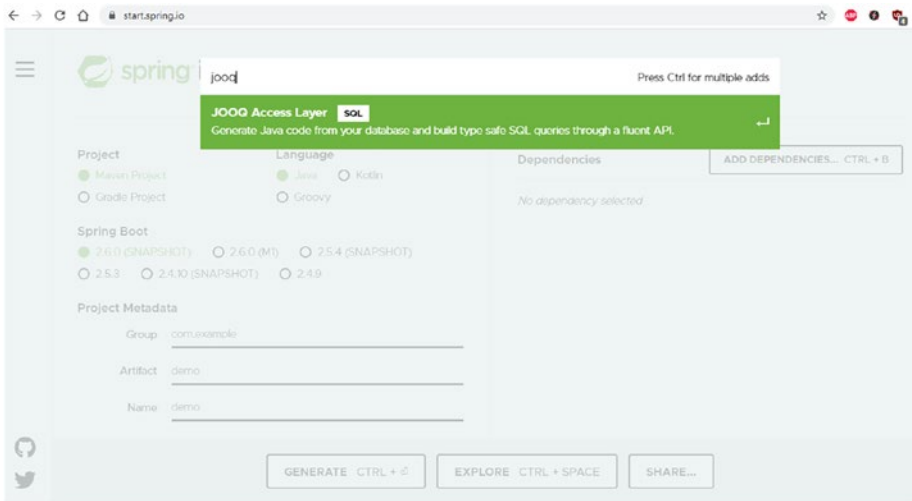 start.spring.io
spring
jooq
Press Ctrl for multiple adds
JOOQ Access Layer SQL
Generate Java code from your database and build type safe SQL queries through a fluent API.
Project
Maven Project
Gradle Project
Language
Java Kotlin
Groovy
Spring Boot
2.6.0 (SNAPSHOT) 2.6.0 (M1) 2.5.4 (SNAPSHOT)
2.5.3 2.4.10 (SNAPSHOT) 2.4.9
Project Metadata
Group com.example
Artifact demo
Name demo
Dependencies
ADD DEPENDENCIES... CTRL + B
No dependency selected
GENERATE CTRL + ⏎
EXPLORE CTRL + SPACE
SHARE...